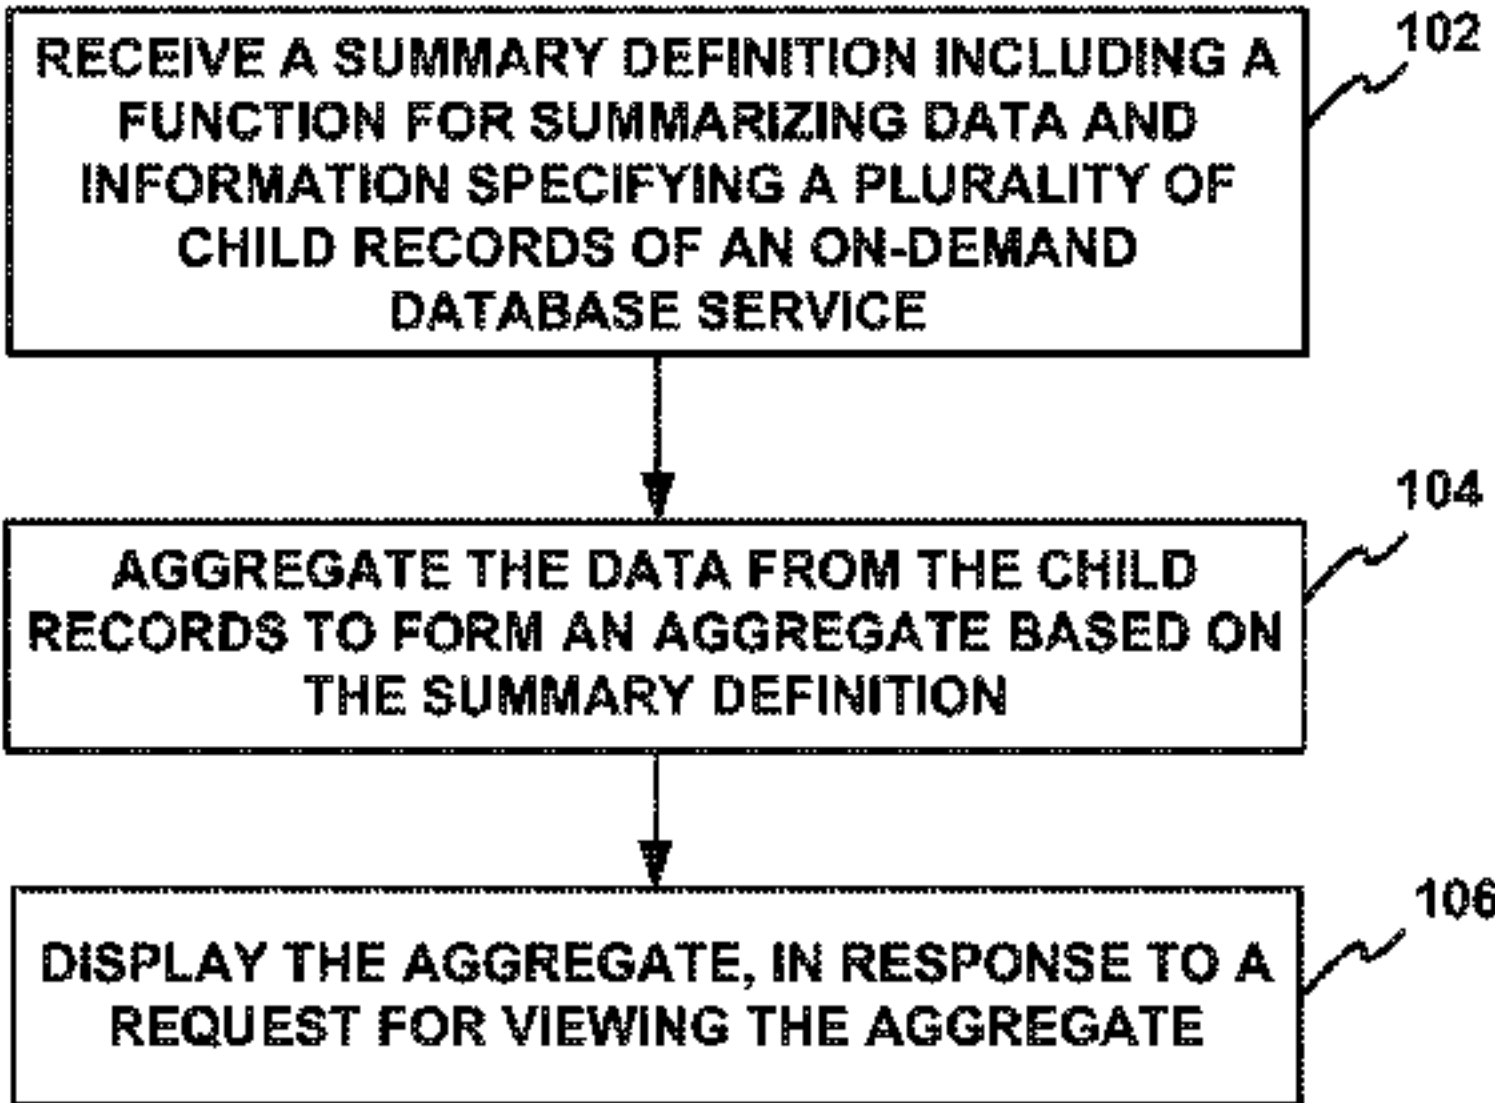 RECEIVE A SUMMARY DEFINITION INCLUDING A
FUNCTION FOR SUMMARIZING DATA AND
INFORMATION SPECIFYING A PLURALITY OF
CHILD RECORDS OF AN ON-DEMAND
DATABASE SERVICE
102
AGGREGATE THE DATA FROM THE CHILD
RECORDS TO FORM AN AGGREGATE BASED ON
THE SUMMARY DEFINITION
104
DISPLAY THE AGGREGATE, IN RESPONSE TO A
REQUEST FOR VIEWING THE AGGREGATE
106